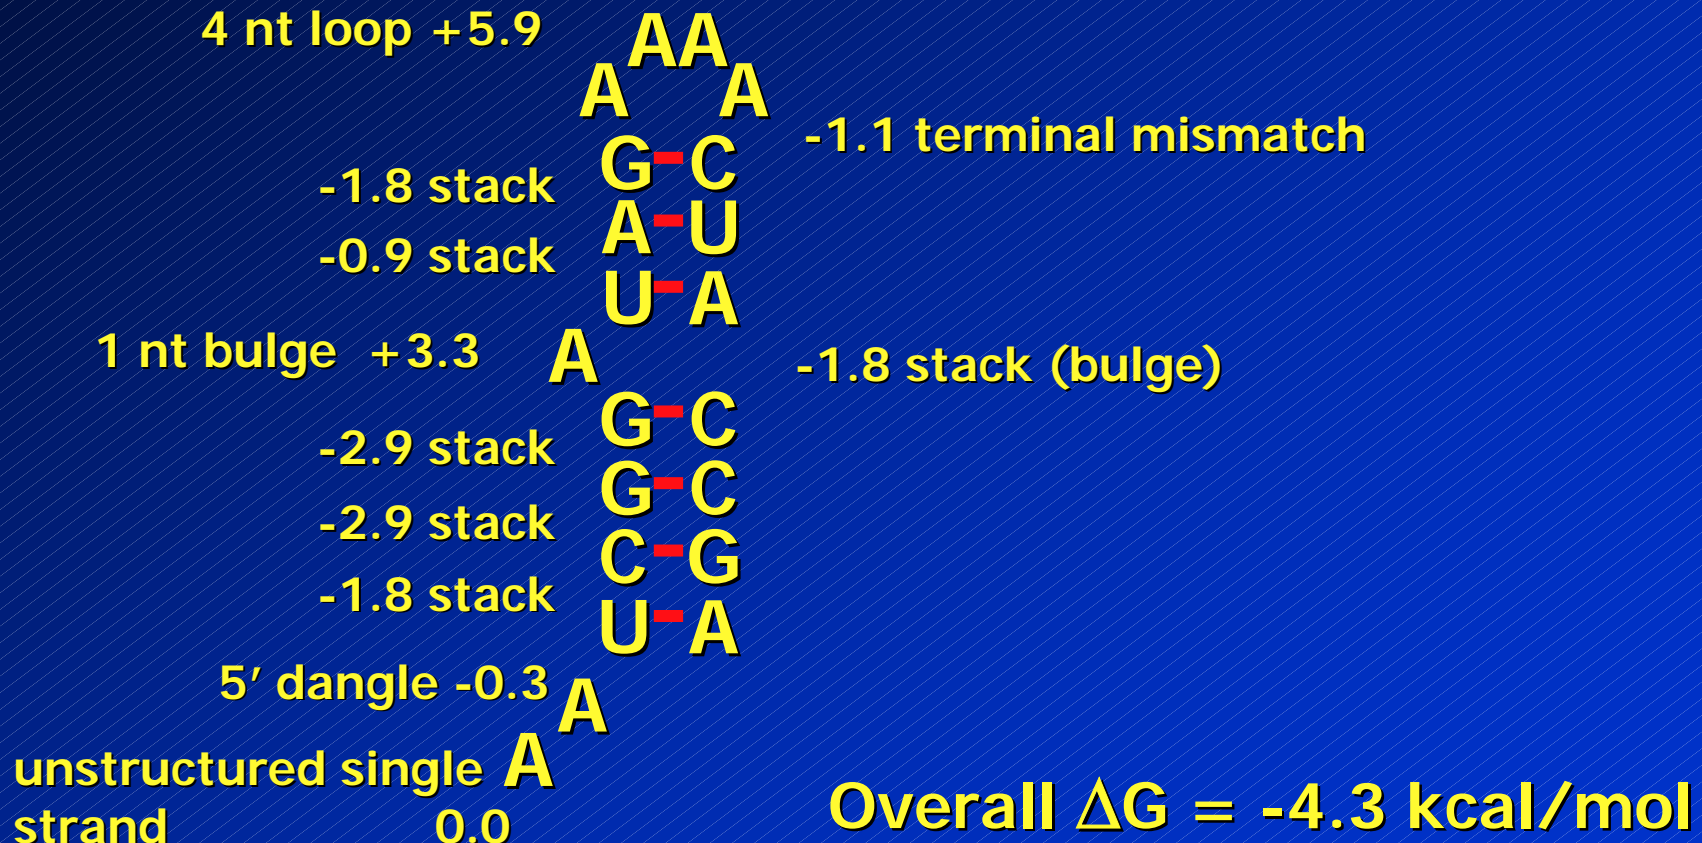 4 nt loop +5.9
AA
A A
-1.1 terminal mismatch
G-C
-1.8 stack
A-U
-0.9 stack
U-A
1 nt bulge +3.3
A
-1.8 stack (bulge)
G-C
-2.9 stack
G-C
-2.9 stack
C-G
-1.8 stack
U-A
5' dangle -0.3
A
unstructured single A
strand 0.0
Overall ΔG = -4.3 kcal/mol